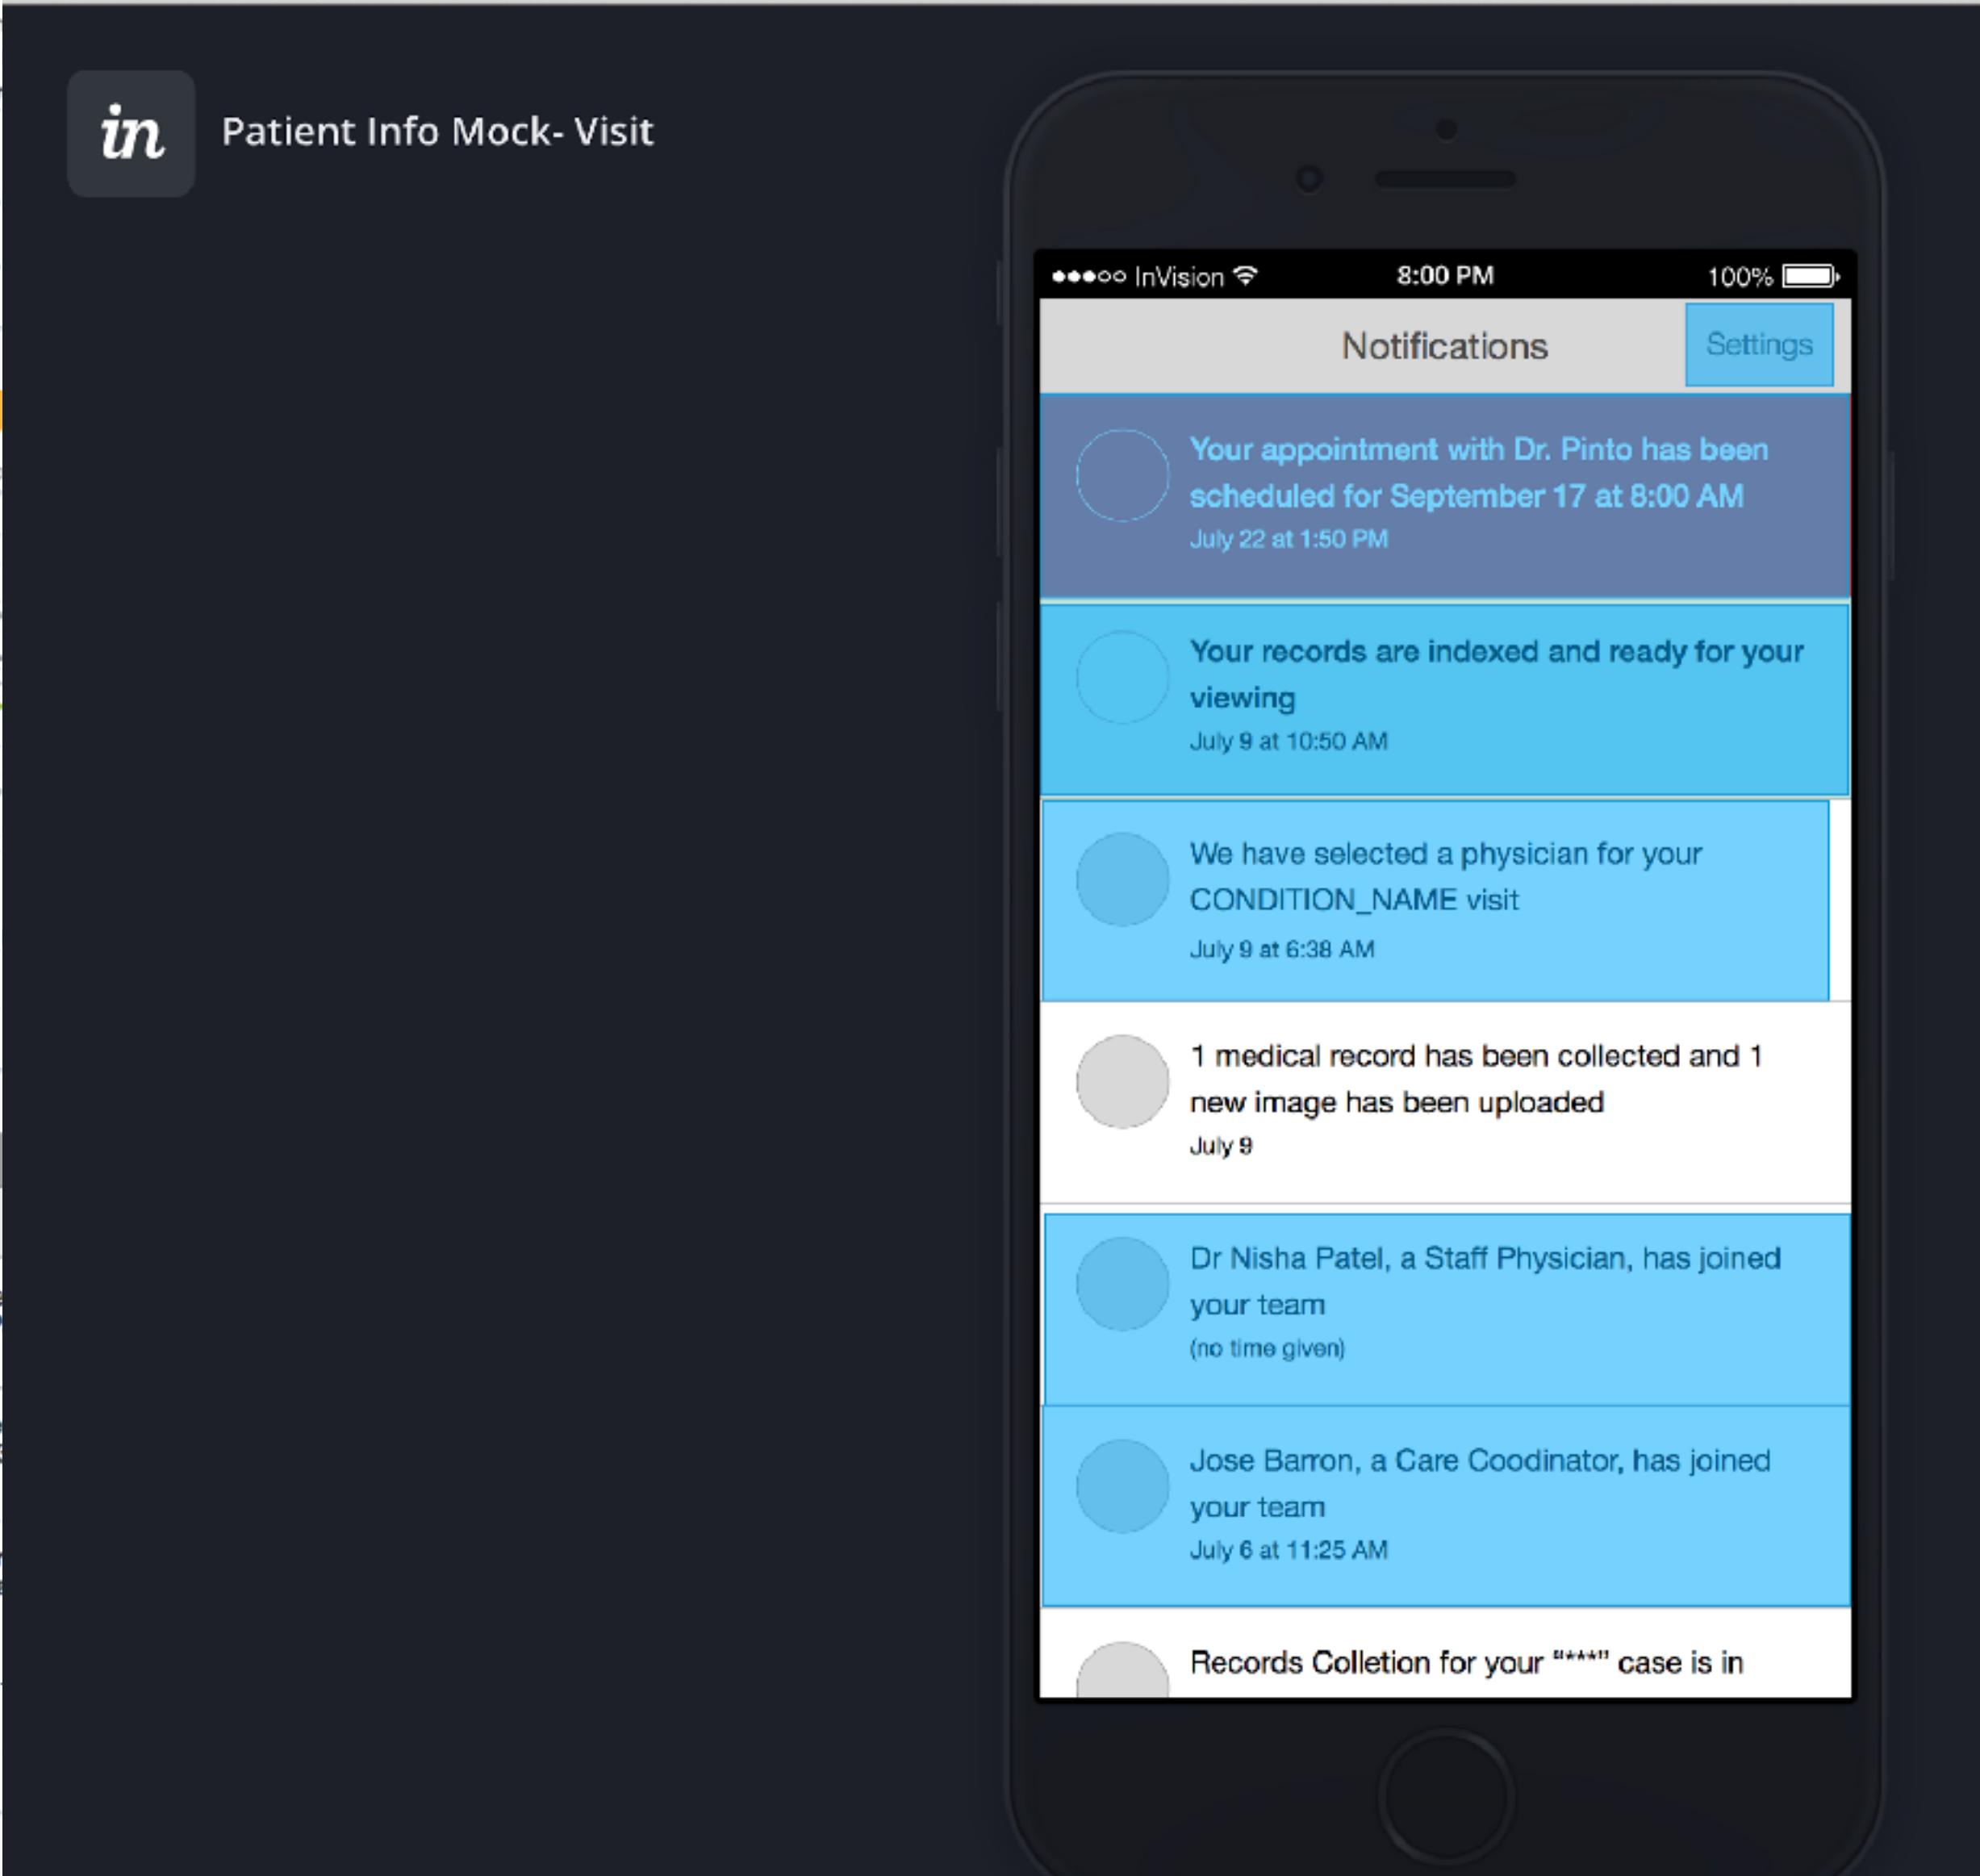 in
Patient Info Mock- Visit
InVision
8:00 PM
100%
Notifications
Settings
Your appointment with Dr. Pinto has been
scheduled for September 17 at 8:00 AM
July 22 at 1:50 PM
Your records are indexed and ready for your
viewing
July 9 at 10:50 AM
We have selected a physician for your
CONDITION_NAME visit
July 9 at 6:38 AM
1 medical record has been collected and 1
new image has been uploaded
July 9
Dr Nisha Patel, a Staff Physician, has joined
your team
(no time given)
Jose Barron, a Care Coodinator, has joined
your team
July 6 at 11:25 AM
Records Colletion for your “***” case is in